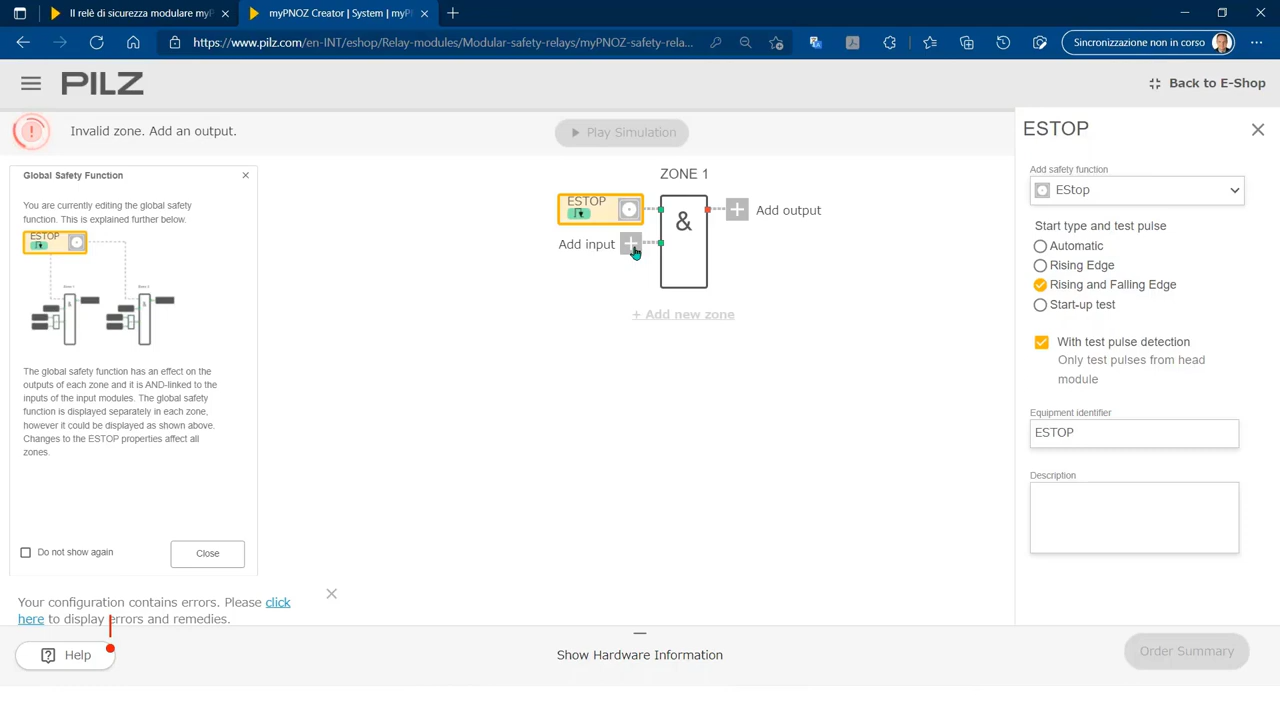 Il relè di sicurezza modulare myP
myPNOZ Creator | System | myP
https://www.pilz.com/en-INT/eshop/Relay-modules/Modular-safety-relays/myPNOZ-safety-rela...
Sincronizzazione non in corso
PILZ
Back to E-Shop
Invalid zone. Add an output.
Play Simulation
Global Safety Function
You are currently editing the global safety
function. This is explained further below.
ESTOP
The global safety function has an effect on the
outputs of each zone and it is AND-linked to the
inputs of the input modules. The global safety
function is displayed separately in each zone,
however it could be displayed as shown above.
Changes to the ESTOP properties affect all
zones.
Do not show again
Close
Your configuration contains errors. Please click
here to display errors and remedies.
Help
ZONE 1
ESTOP
&
Add output
Add input
+ Add new zone
Show Hardware Information
ESTOP
Add safety function
EStop
Start type and test pulse
Automatic
Rising Edge
Rising and Falling Edge
Start-up test
With test pulse detection
Only test pulses from head
module
Equipment identifier
ESTOP
Description
Order Summary